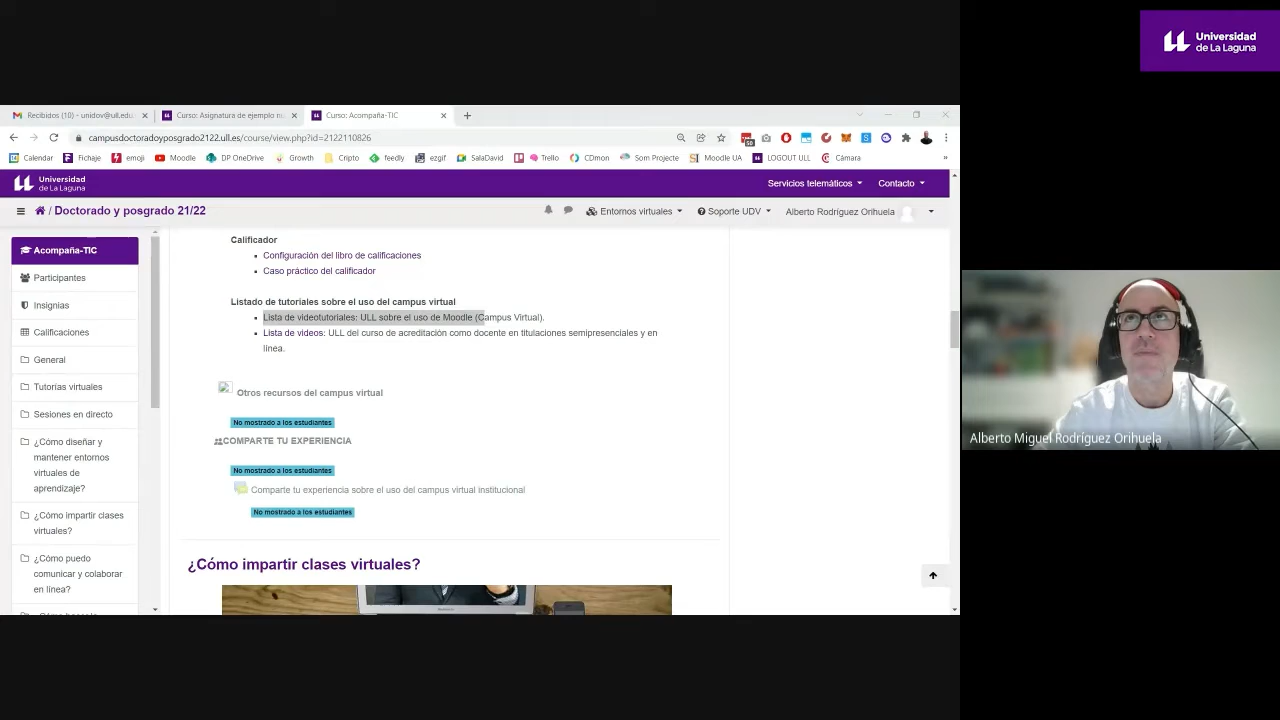 Universidad
de La Laguna
Recibidos (10) - unidov@ull.edu.
Curso: Asignatura de ejemplo
Curso: Acompaña-TIC
campusdoctoradoyposgrado2122.ull.es/course/view.php?id=2122110826
50
Calendar
Fichaje
emoji
Moodle
DP OneDrive
Growth
Cripto
feedly
ezgif
SalaDavid
Trello
CDmon
Som Projecte
Moodle UA
LOGOUT ULL
Cámara
»
Universidad
de La Laguna
Servicios telemáticos
Contacto
/ Doctorado y posgrado 21/22
Entornos virtuales
Soporte UDV
Alberto Rodríguez Orihuela
Acompaña-TIC
Participantes
Insignias
Calificaciones
General
Tutorías virtuales
Sesiones en directo
¿Cómo diseñar y
mantener entornos
virtuales de
aprendizaje?
¿Cómo impartir clases
virtuales?
¿Cómo puedo
comunicar y colaborar
en línea?
Calificador
Configuración del libro de calificaciones
Caso práctico del calificador
Listado de tutoriales sobre el uso del campus virtual
Lista de videotutoriales: ULL sobre el uso de Moodle (Campus Virtual).
Lista de videos: ULL del curso de acreditación como docente en titulaciones semipresenciales y en
línea.
Otros recursos del campus virtual
No mostrado a los estudiantes
COMPARTE TU EXPERIENCIA
No mostrado a los estudiantes
Comparte tu experiencia sobre el uso del campus virtual institucional
No mostrado a los estudiantes
¿Cómo impartir clases virtuales?
Alberto Miguel Rodríguez Orihuela